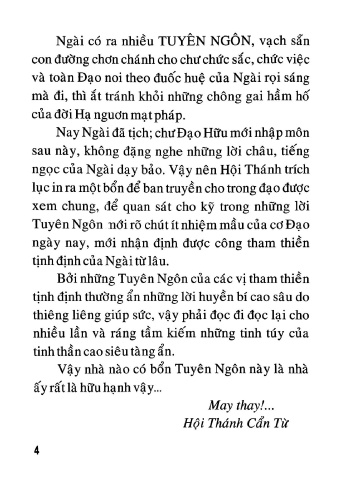 Ngài có ra nhiều TUYÊN NGÔN, vạch sẵn
con đường chơn chánh cho chư chức sắc, chức việc
và toàn Đạo noi theo đuốc huệ của Ngài rọi sáng
mà đi, thì ắt tránh khỏi những chông gai hầm hố
của đời Hạ nguơn mạt pháp.
Nay Ngài đã tịch; chư Đạo Hữu mới nhập môn
sau này, không đặng nghe những lời châu, tiếng
ngọc của Ngài dạy bảo. Vậy nên Hội Thánh trích
lục in ra một bổn để ban truyền cho trong đạo được
xem chung, để quan sát cho kỹ trong những lời
Tuyên Ngôn mới rõ chút ít nhiệm mầu của cơ Đạo
ngày nay, mới nhận định được công tham thiền
tịnh định của Ngài từ lâu.
Bởi những Tuyên Ngôn của các vị tham thiền
tịnh định thường ẩn những lời huyền bí cao sâu do
thiêng liêng giúp sức, vậy phải đọc đi đọc lại cho
nhiều lần và ráng tầm kiếm những tinh túy của
tinh thần cao siêu tàng ẩn.
Vậy nhà nào có bổn Tuyên Ngôn này là nhà
ấy rất là hữu hạnh vậy...
May thay!...
Hội Thánh Cẩn Từ
4